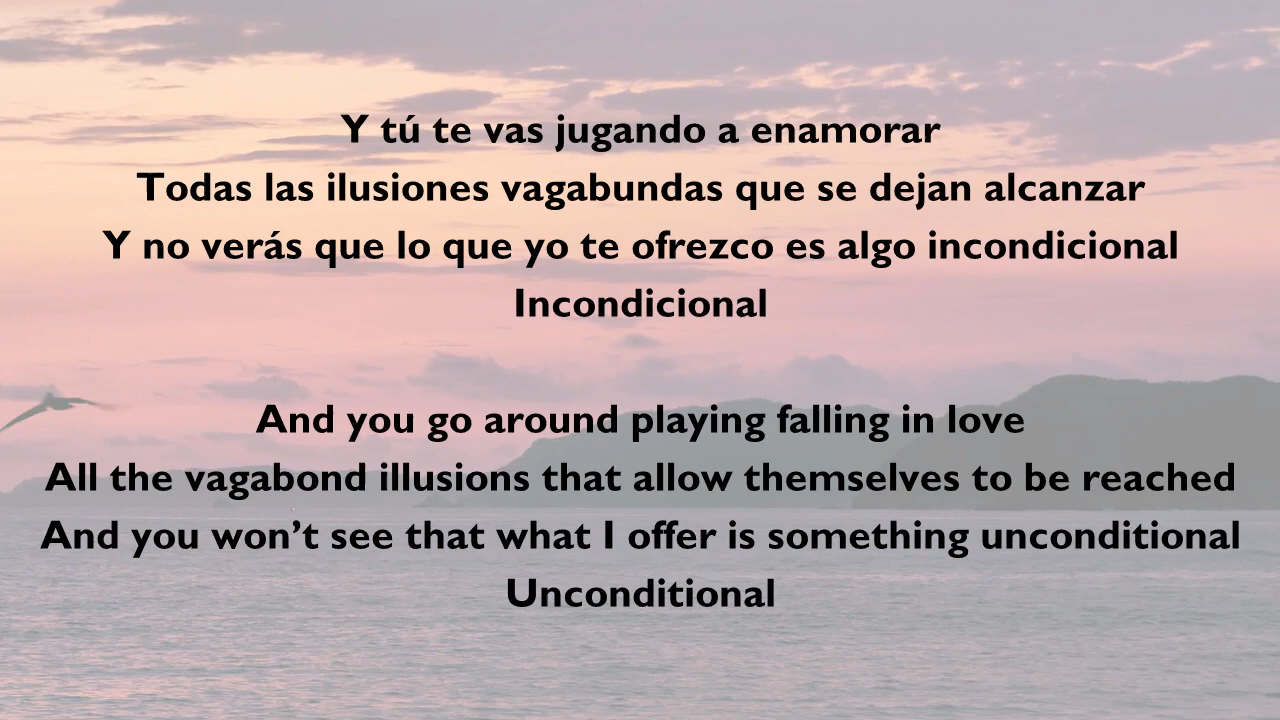 Y tú te vas jugando a enamorar
Todas las ilusiones vagabundas que se dejan alcanzar
Y no verás que lo que yo te ofrezco es algo incondicional
Incondicional
And you go around playing falling in love
All the vagabond illusions that allow themselves to be reached
And you won’t see that what I offer is something unconditional
Unconditional